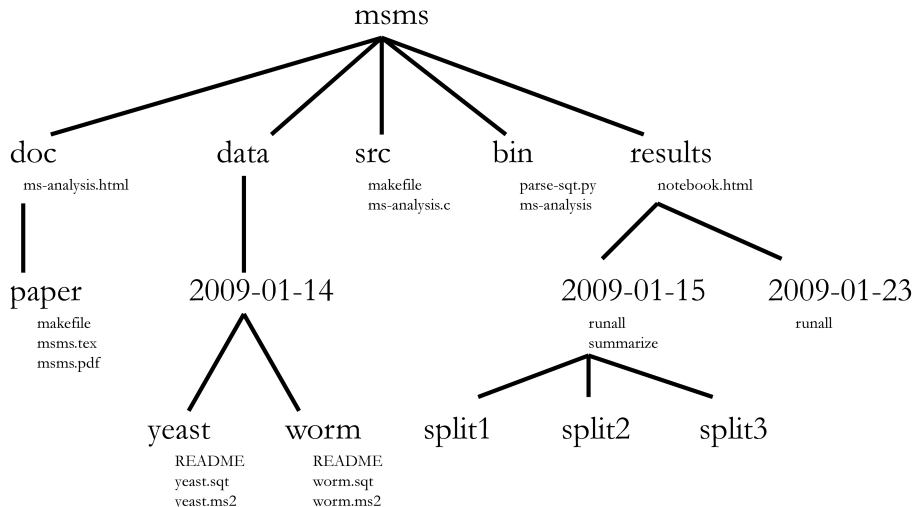 msms
doc
data
src
bin
results
ms-analysis.html
makefile
ms-analysis.c
parse-sqt.py
ms-analysis
notebook.html
paper
makefile
msms.tex
msms.pdf
2009-01-14
2009-01-15
runall
summarize
2009-01-23
runall
yeast
README
yeast.sqt
yeast.ms2
worm
README
worm.sqt
worm.ms2
split1
split2
split3